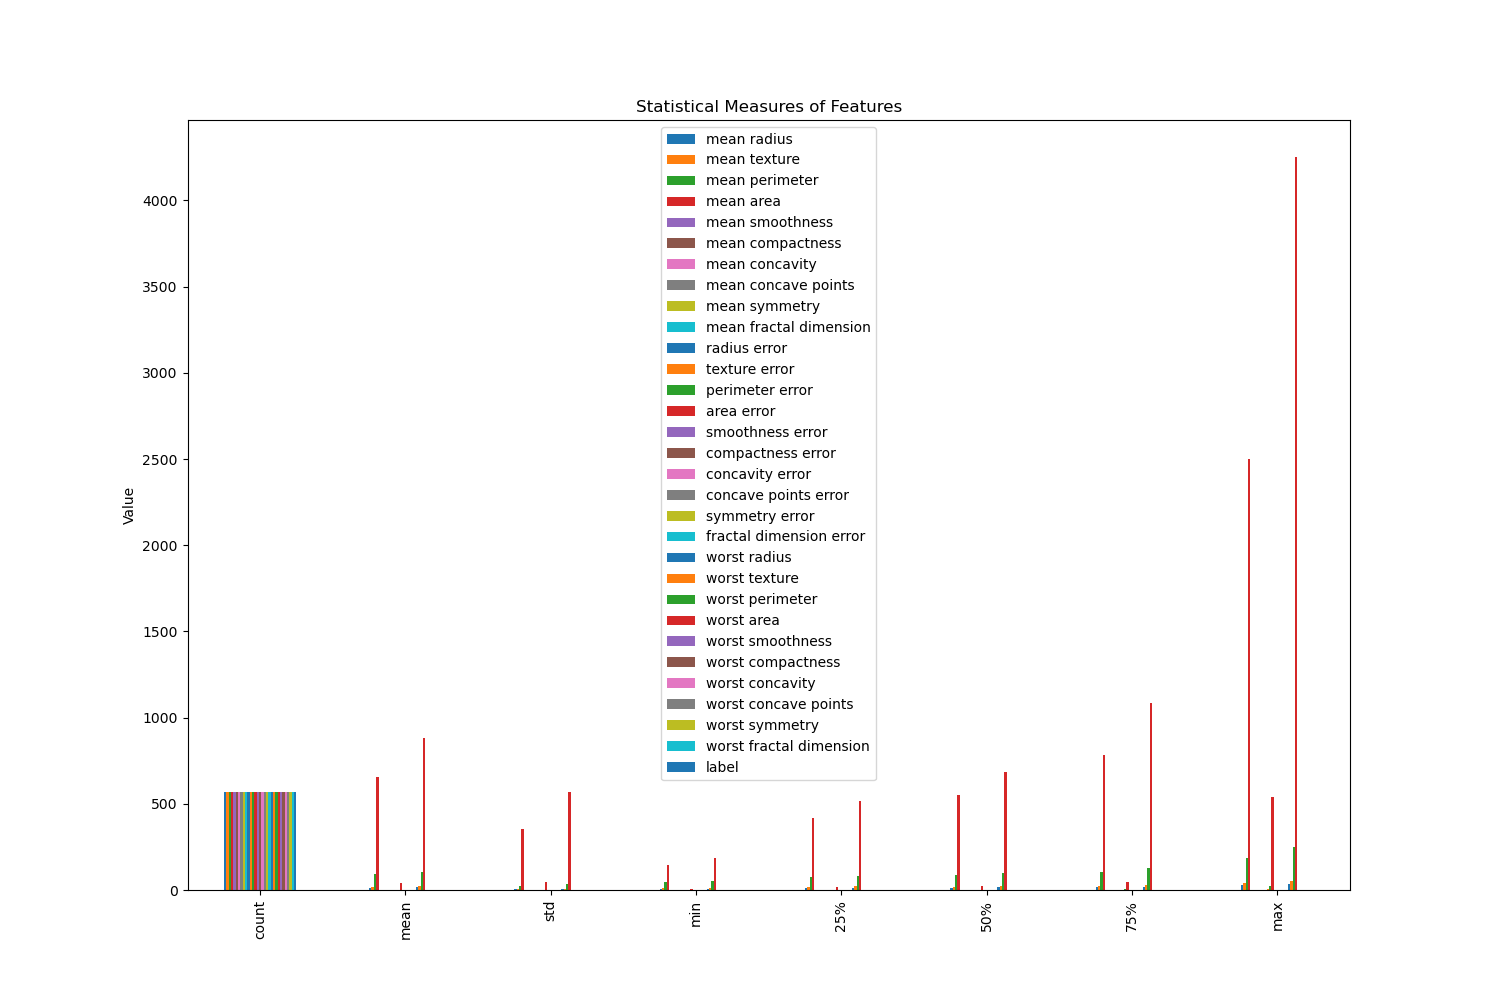 Statistical Measures of Features
mean radius
mean texture
mean perimeter
mean area
mean smoothness
mean compactness
mean concavity
mean concave points
mean symmetry
mean fractal dimension
radius error
texture error
perimeter error
area error
smoothness error
compactness error
concavity error
concave points error
symmetry error
fractal dimension error
worst radius
worst texture
worst perimeter
worst area
worst smoothness
worst compactness
worst concavity
worst concave points
worst symmetry
worst fractal dimension
label
Value
4000
3500
3000
2500
2000
1500
1000
500
0
count
mean
std
min
25%
50%
75%
max